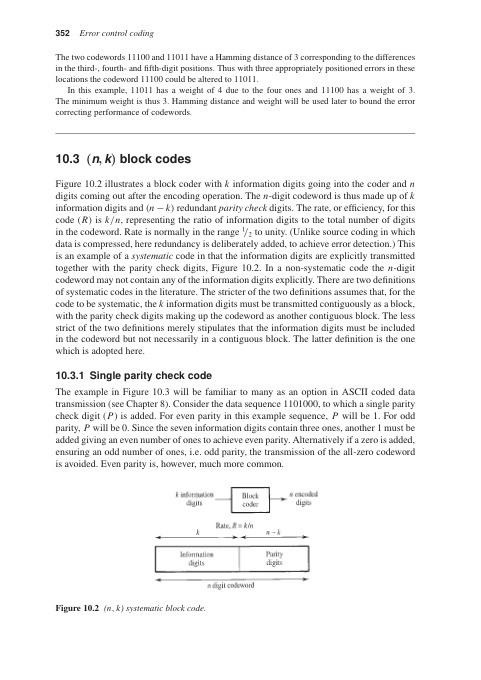 352 Error control coding
The two codewords 11100 and 11011 have a Hamming distance of 3 corresponding to the differences
in the third-, fourth- and fifth-digit positions. Thus with three appropriately positioned errors in these
locations the codeword 11100 could be altered to 11011.
In this example, 11011 has a weight of 4 due to the four ones and 11100 has a weight of 3.
The minimum weight is thus 3. Hamming distance and weight will be used later to bound the error
correcting performance of codewords.
10.3 (n, k) block codes
Figure 10.2 illustrates a block coder with k information digits going into the coder and n
digits coming out after the encoding operation. The n-digit codeword is thus made up of k
information digits and (n − k) redundant parity check digits. The rate, or efficiency, for this
code (R) is k/n, representing the ratio of information digits to the total number of digits
in the codeword. Rate is normally in the range 1/2 to unity. (Unlike source coding in which
data is compressed, here redundancy is deliberately added, to achieve error detection.) This
is an example of a systematic code in that the information digits are explicitly transmitted
together with the parity check digits, Figure 10.2. In a non-systematic code the n-digit
codeword may not contain any of the information digits explicitly. There are two definitions
of systematic codes in the literature. The stricter of the two definitions assumes that, for the
code to be systematic, the k information digits must be transmitted contiguously as a block,
with the parity check digits making up the codeword as another contiguous block. The less
strict of the two definitions merely stipulates that the information digits must be included
in the codeword but not necessarily in a contiguous block. The latter definition is the one
which is adopted here.
10.3.1 Single parity check code
The example in Figure 10.3 will be familiar to many as an option in ASCII coded data
transmission (see Chapter 8). Consider the data sequence 1101000, to which a single parity
check digit (P) is added. For even parity in this example sequence, P will be 1. For odd
parity, P will be 0. Since the seven information digits contain three ones, another 1 must be
added giving an even number of ones to achieve even parity. Alternatively if a zero is added,
ensuring an odd number of ones, i.e. odd parity, the transmission of the all-zero codeword
is avoided. Even parity is, however, much more common.
k information
digits
Block
coder
n encoded
digits
Rate, R = k/n
k
n − k
Information
digits
Parity
digits
n digit codeword
Figure 10.2 (n, k) systematic block code.